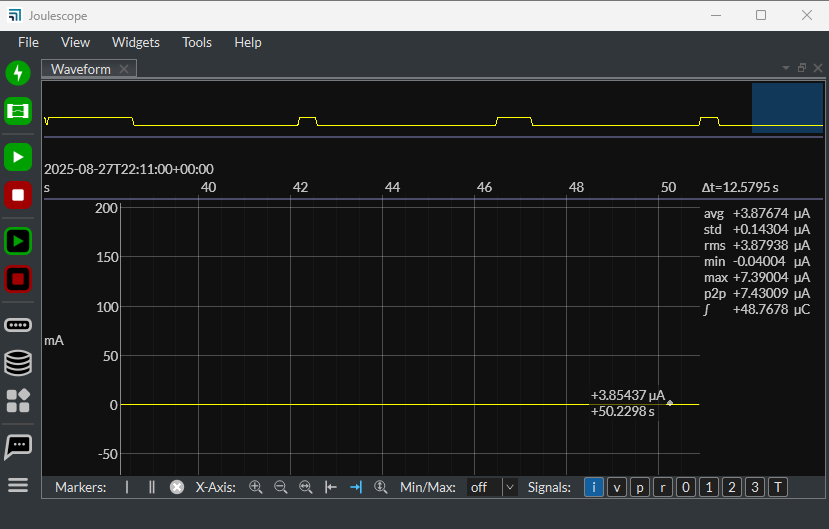 Joulescope
File View Widgets Tools Help
Waveform
2025-08-27T22:11:00+00:00
s 40 42 44 46 48 50 Δt=12.5795 s
200
150
100
mA
50
0
-50
avg +3.87674 µA
std +0.14304 µA
rms +3.87938 µA
min -0.04004 µA
max +7.39004 µA
p2p +7.43009 µA
∫ +48.7678 µC
+3.85437 µA
+50.2298 s
Markers: X-Axis: Min/Max: off Signals: i v p r 0 1 2 3 T